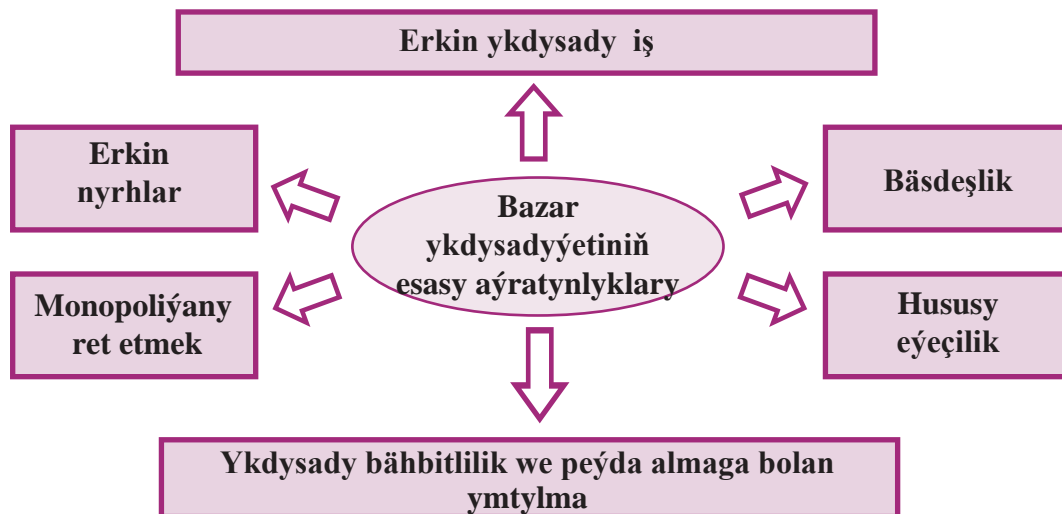 Erkin ykdysady iş
Erkin
nyrhlar
Bäsdeşlik
Bazar
ykdysadyýetiniň
esasy aýratynlyklary
Monopoliýany
ret etmek
Hususy
eýeçilik
Ykdysady bähbitlilik we peýda almaga bolan
ymtylma